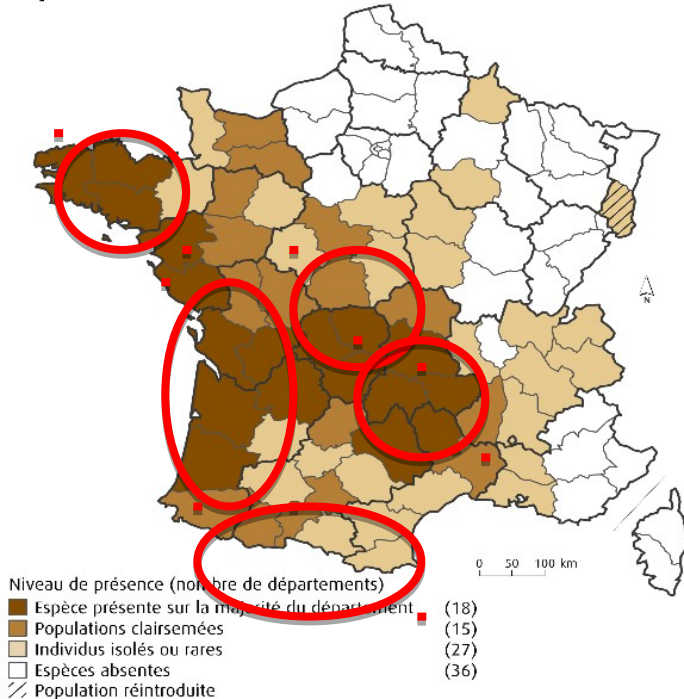 N
0 50 100 km
Niveau de présence (nombre de départements)
Espèce présente sur la majorité du département (18)
Populations clairsemées (15)
Individus isolés ou rares (27)
Espèces absentes (36)
Population réintroduite